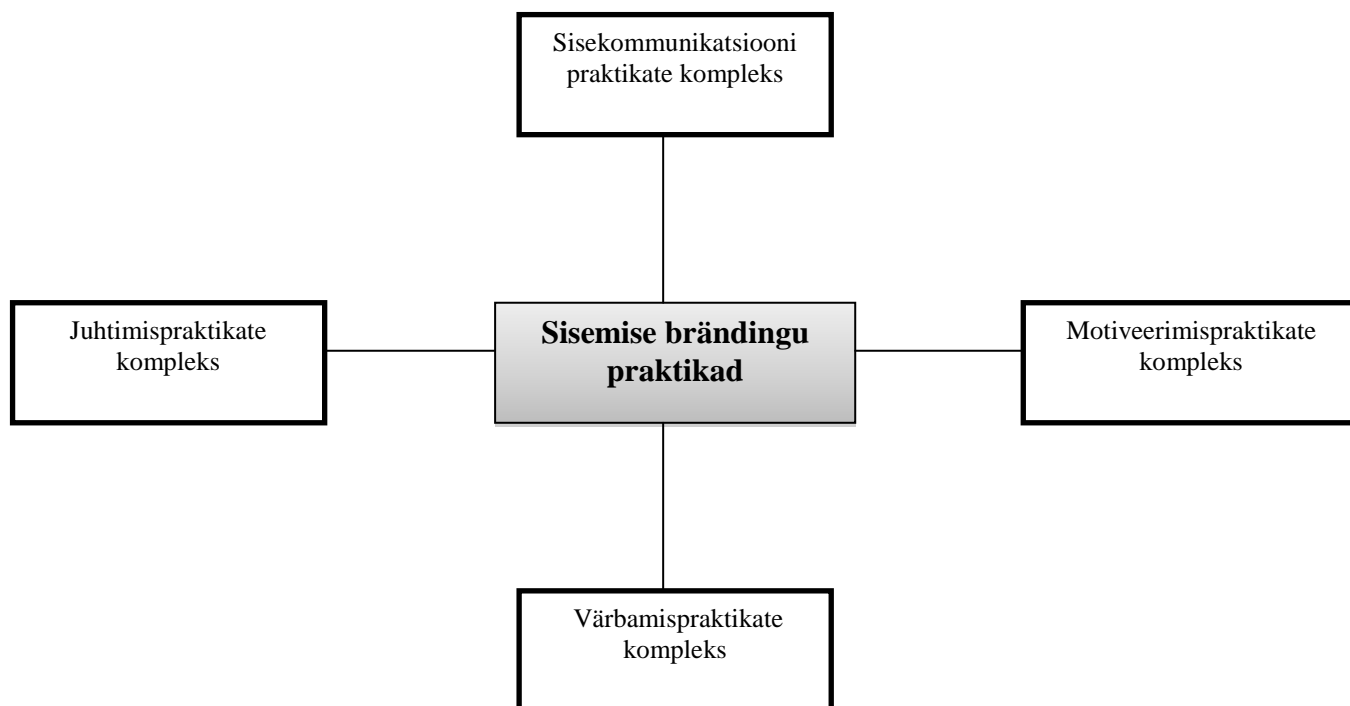 Sisekommunikatsiooni
praktikate kompleks
Juhtimispraktikate
kompleks
Sisemise brändingu
praktikad
Motiveerimispraktikate
kompleks
Värbamispraktikate
kompleks